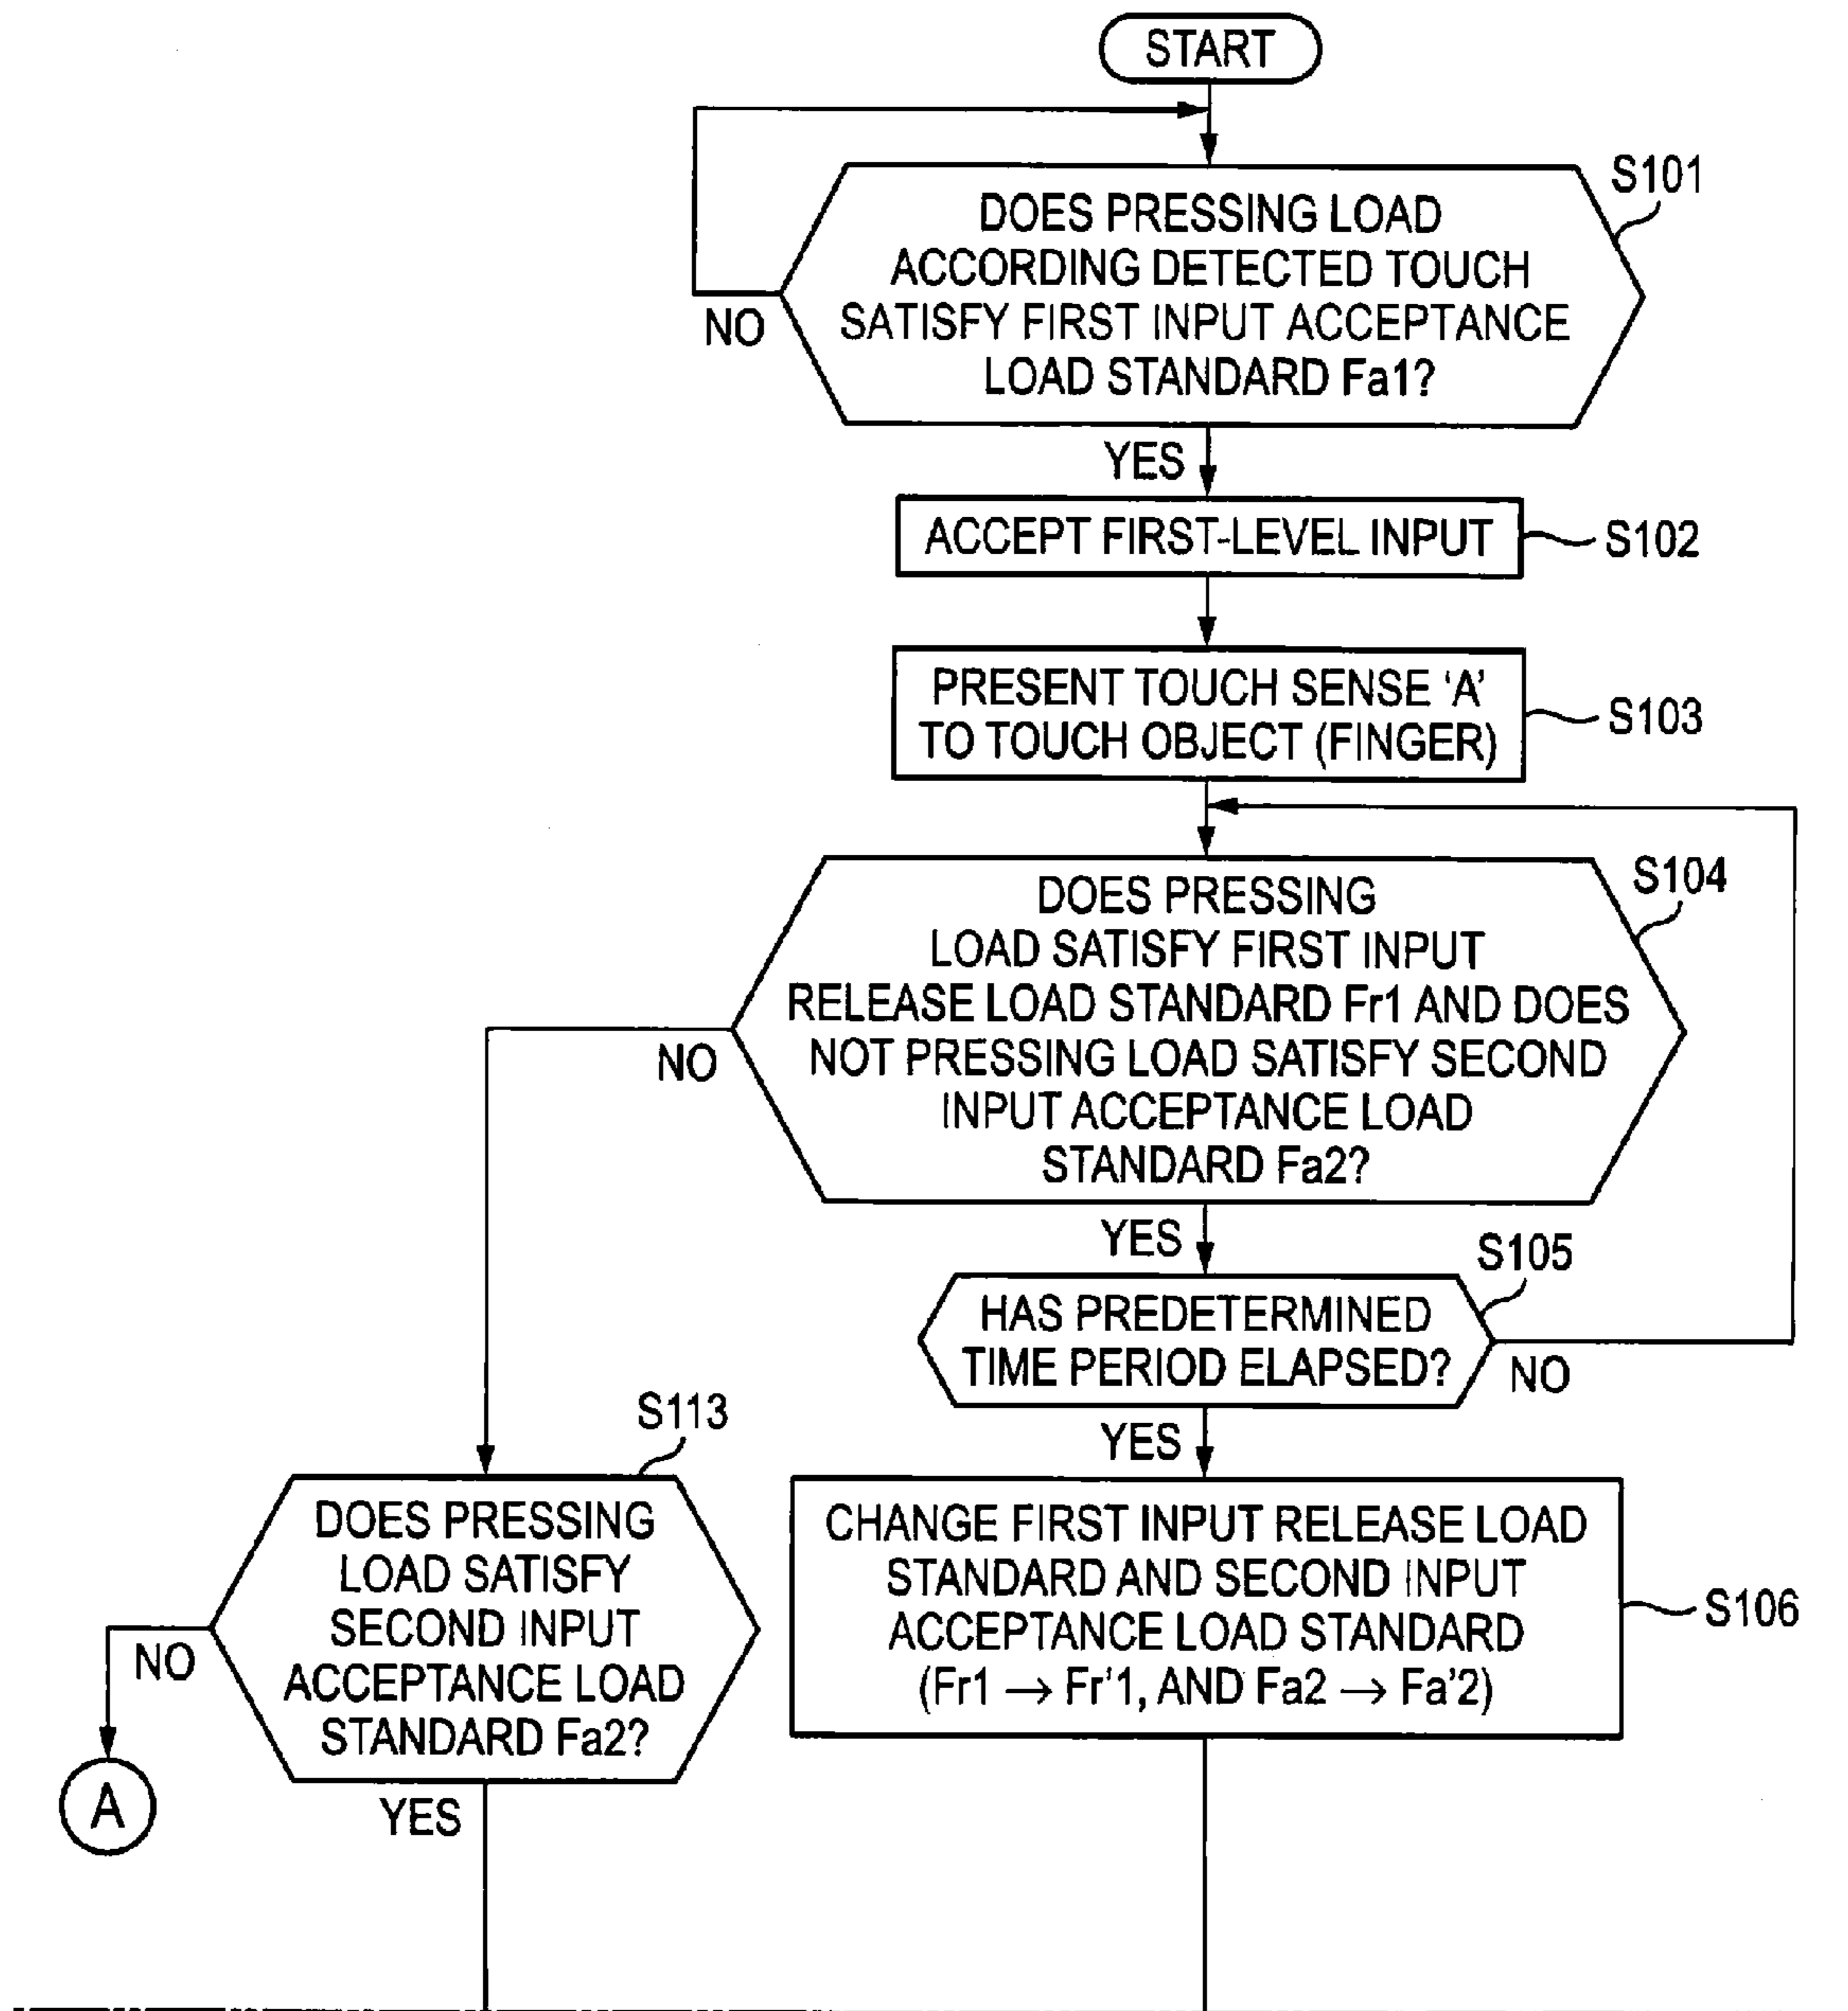 START
S101
DOES PRESSING LOAD
ACCORDING DETECTED TOUCH
SATISFY FIRST INPUT ACCEPTANCE
LOAD STANDARD Fa1?
NO
YES
ACCEPT FIRST-LEVEL INPUT
S102
PRESENT TOUCH SENSE ‘A’
TO TOUCH OBJECT (FINGER)
S103
S104
DOES PRESSING
LOAD SATISFY FIRST INPUT
RELEASE LOAD STANDARD Fr1 AND DOES
NOT PRESSING LOAD SATISFY SECOND
INPUT ACCEPTANCE LOAD
STANDARD Fa2?
NO
YES
S105
HAS PREDETERMINED
TIME PERIOD ELAPSED?
NO
YES
S113
DOES PRESSING
LOAD SATISFY
SECOND INPUT
ACCEPTANCE LOAD
STANDARD Fa2?
NO
A
YES
CHANGE FIRST INPUT RELEASE LOAD
STANDARD AND SECOND INPUT
ACCEPTANCE LOAD STANDARD
(Fr1 → Fr'1, AND Fa2 → Fa'2)
S106